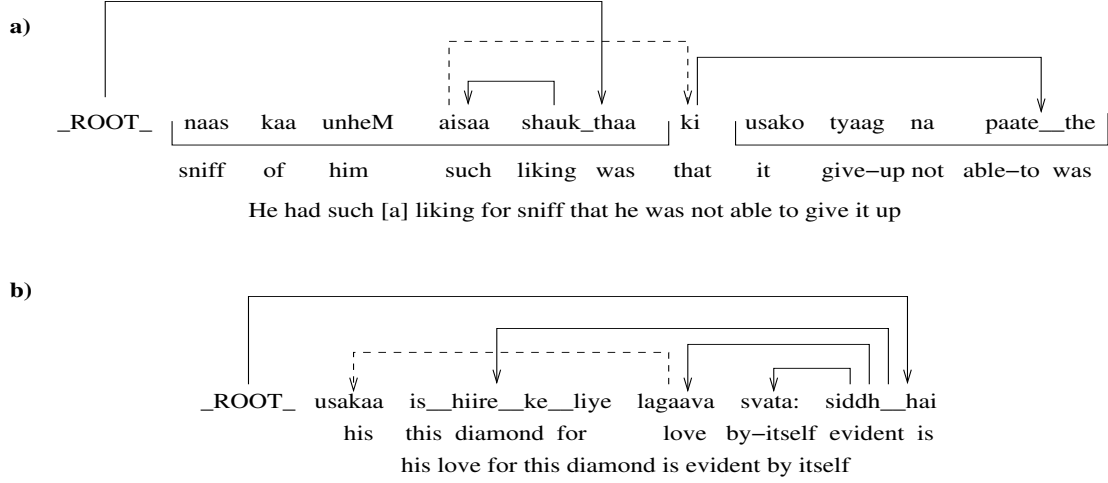 a)
_ROOT_ naas kaa unheM aisaa shauk_thaa ki usako tyaag na paate__the
sniff of him such liking was that it give−up not able−to was
He had such [a] liking for sniff that he was not able to give it up
b)
_ROOT_ usakaa is__hiire__ke__liye lagaava svata: siddh__hai
his this diamond for love by−itself evident is
his love for this diamond is evident by itself